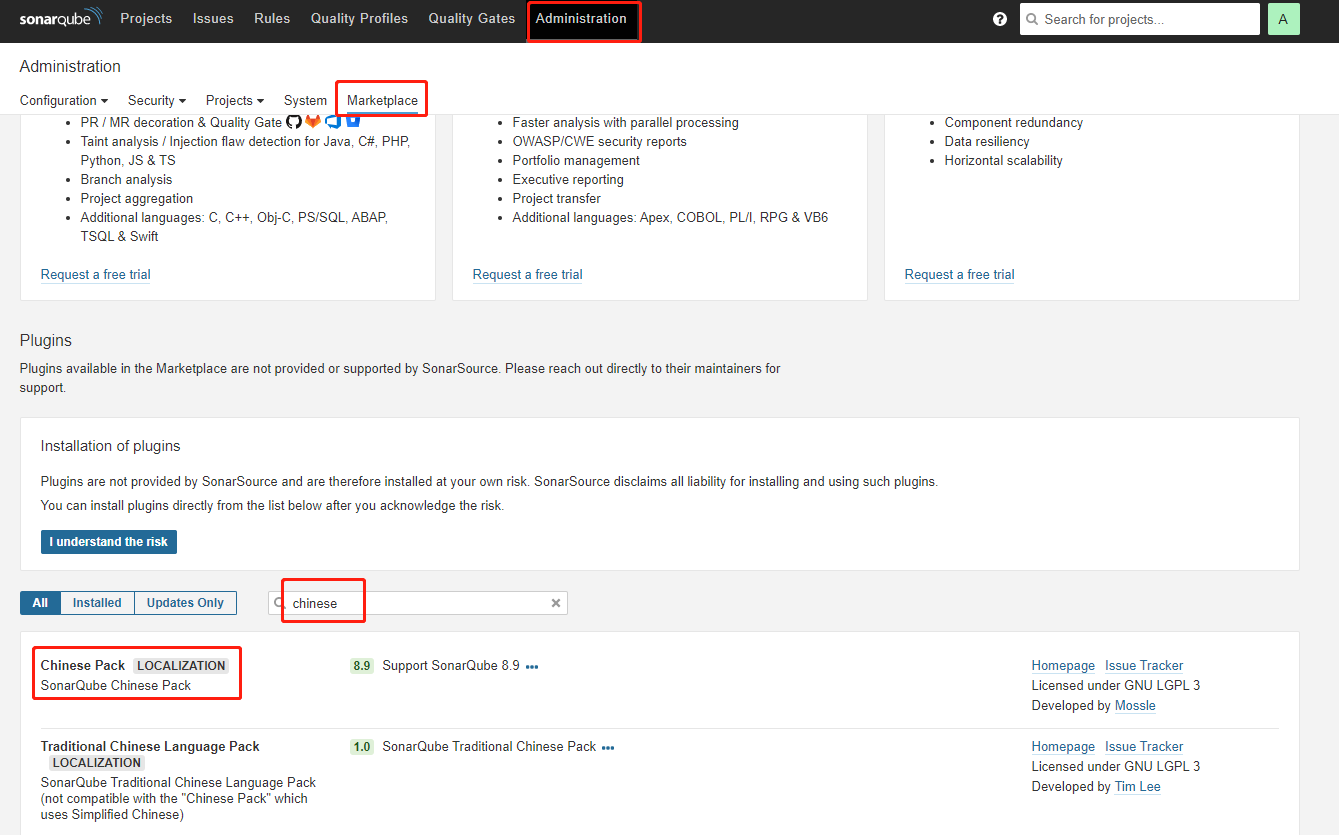 sonarqube Projects Issues Rules Quality Profiles Quality Gates Administration ? Search for projects... A
Administration
Configuration Security Projects System Marketplace
PR / MR decoration & Quality Gate
Taint analysis / Injection flaw detection for Java, C#, PHP,
Python, JS & TS
Branch analysis
Project aggregation
Additional languages: C, C++, Obj-C, PS/SQL, ABAP,
TSQL & Swift
Request a free trial
Faster analysis with parallel processing
OWASP/CWE security reports
Portfolio management
Executive reporting
Project transfer
Additional languages: Apex, COBOL, PL/I, RPG & VB6
Request a free trial
Component redundancy
Data resiliency
Horizontal scalability
Request a free trial
Plugins
Plugins available in the Marketplace are not provided or supported by SonarSource. Please reach out directly to their maintainers for
support.
Installation of plugins
Plugins are not provided by SonarSource and are therefore installed at your own risk. SonarSource disclaims all liability for installing and using such plugins.
You can install plugins directly from the list below after you acknowledge the risk.
I understand the risk
All Installed Updates Only chinese
Chinese Pack LOCALIZATION
SonarQube Chinese Pack
8.9 Support SonarQube 8.9 •••
Homepage Issue Tracker
Licensed under GNU LGPL 3
Developed by Mossle
Traditional Chinese Language Pack
LOCALIZATION
SonarQube Traditional Chinese Language Pack
(not compatible with the "Chinese Pack" which
uses Simplified Chinese)
1.0 SonarQube Traditional Chinese Pack •••
Homepage Issue Tracker
Licensed under GNU LGPL 3
Developed by Tim Lee